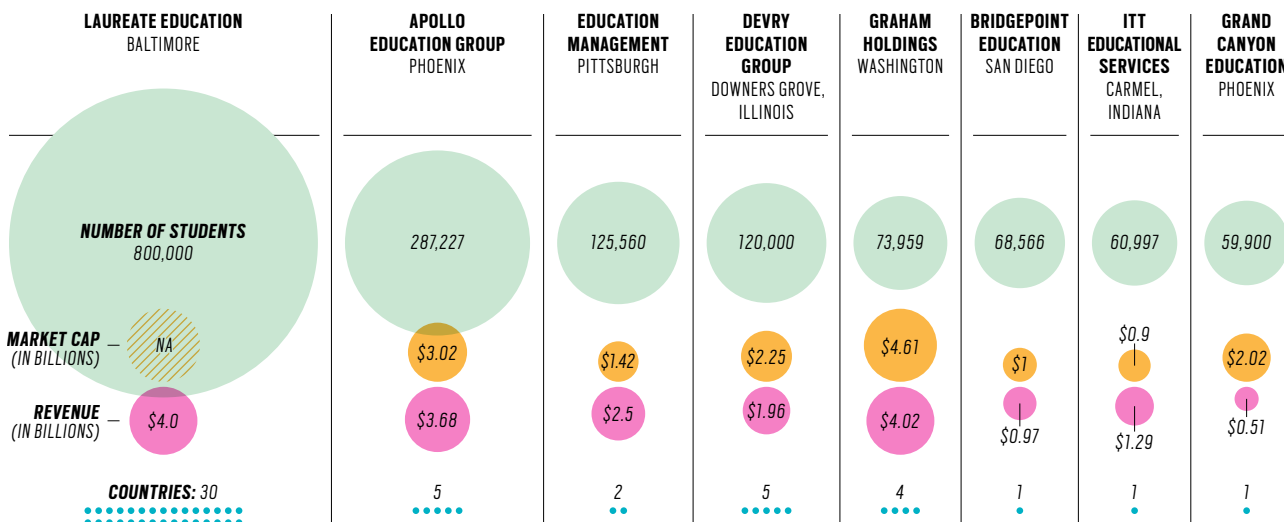 LAUREATE EDUCATION
BALTIMORE
APOLLO
EDUCATION GROUP
PHOENIX
EDUCATION
MANAGEMENT
PITTSBURGH
DEVRY
EDUCATION
GROUP
DOWNERS GROVE,
ILLINOIS
GRAHAM
HOLDINGS
WASHINGTON
BRIDGEPOINT
EDUCATION
SAN DIEGO
ITT
EDUCATIONAL
SERVICES
CARMEL,
INDIANA
GRAND
CANYON
EDUCATION
PHOENIX
NUMBER OF STUDENTS
800,000
287,227
125,560
120,000
73,959
68,566
60,997
59,900
MARKET CAP
(IN BILLIONS)
NA
$3.02
$1.42
$2.25
$4.61
$1
$0.9
$2.02
REVENUE
(IN BILLIONS)
$4.0
$3.68
$2.5
$1.96
$4.02
$0.97
$1.29
$0.51
COUNTRIES: 30
5
2
5
4
1
1
1